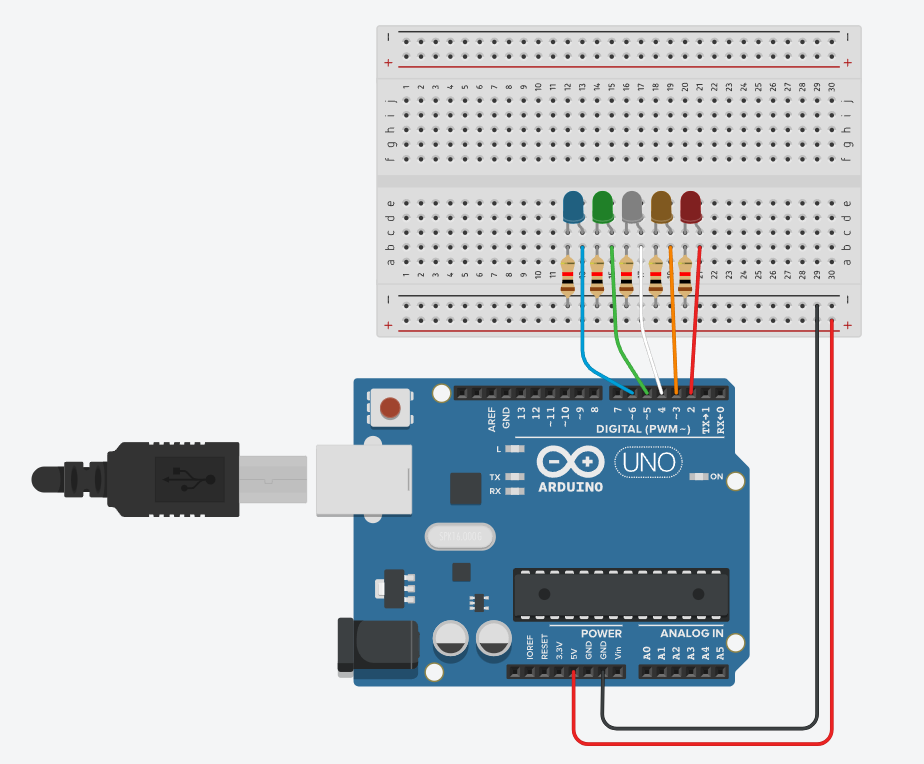 − −
+ +
1 2 3 4 5 6 7 8 9 10 11 12 13 14 15 16 17 18 19 20 21 22 23 24 25 26 27 28 29 30
j j
i i
h h
g g
f f
e e
d d
c c
b b
a a
1 2 3 4 5 6 7 8 9 10 11 12 13 14 15 16 17 18 19 20 21 22 23 24 25 26 27 28 29 30
− −
+ +
AREF GND 13 12 ~11 ~10 ~9 8 7 ~6 ~5 4 ~3 2 TX→1 RX←0
DIGITAL (PWM~)
L
TX
RX
− +
ARDUINO
UNO
ON
POWER ANALOG IN
IOREF RESET 3.3V 5V GND GND Vin A0 A1 A2 A3 A4 A5